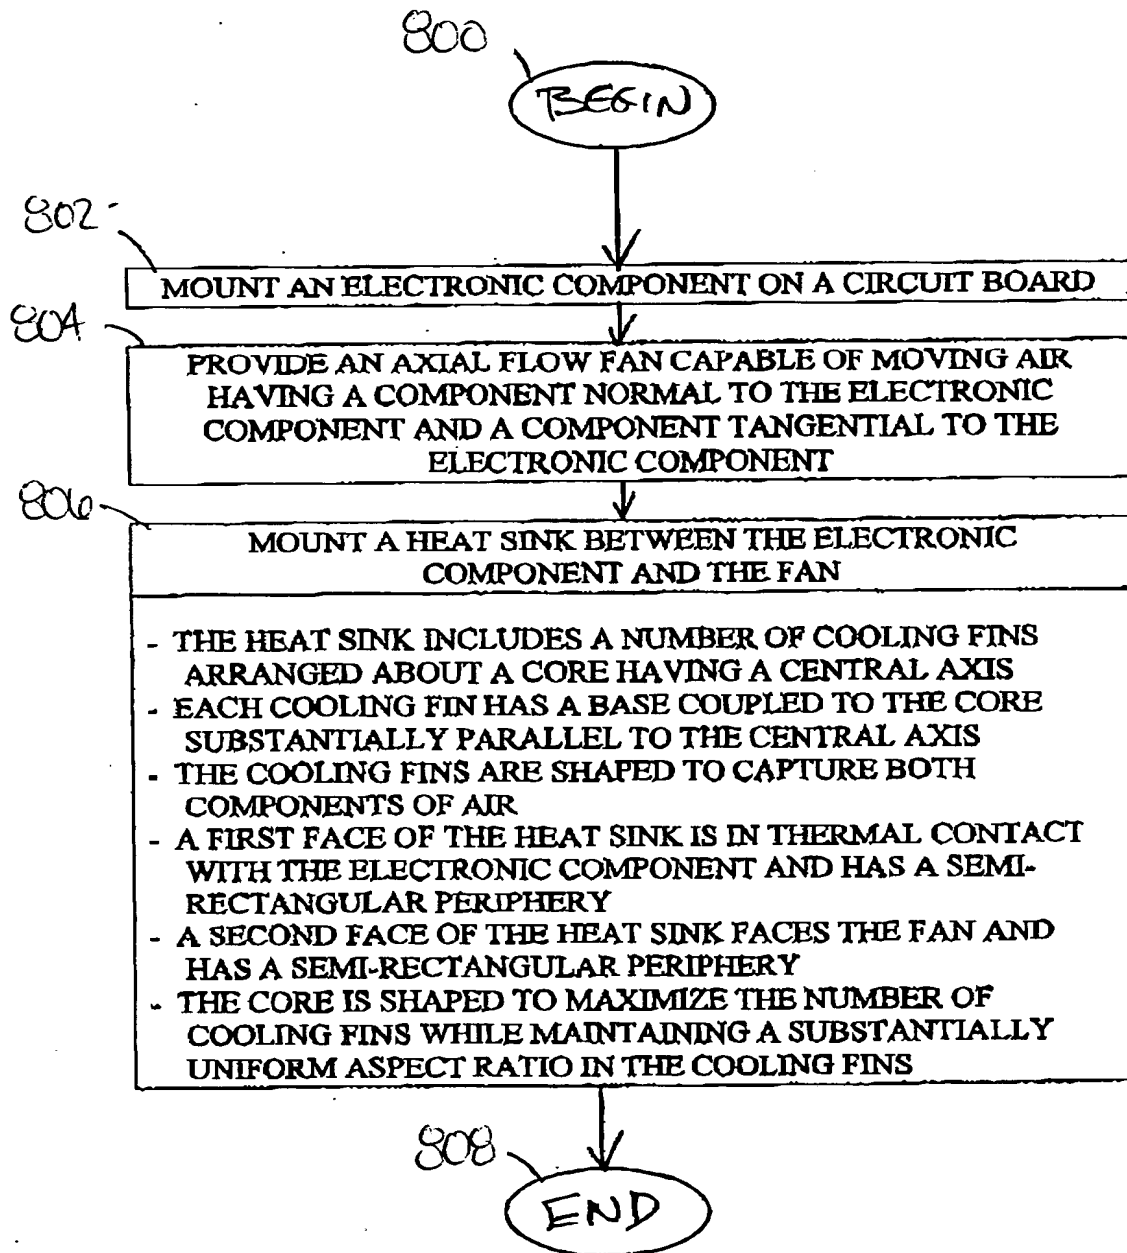 800
BEGIN
802
MOUNT AN ELECTRONIC COMPONENT ON A CIRCUIT BOARD
804
PROVIDE AN AXIAL FLOW FAN CAPABLE OF MOVING AIR
HAVING A COMPONENT NORMAL TO THE ELECTRONIC
COMPONENT AND A COMPONENT TANGENTIAL TO THE
ELECTRONIC COMPONENT
806
MOUNT A HEAT SINK BETWEEN THE ELECTRONIC
COMPONENT AND THE FAN
- THE HEAT SINK INCLUDES A NUMBER OF COOLING FINS
ARRANGED ABOUT A CORE HAVING A CENTRAL AXIS
- EACH COOLING FIN HAS A BASE COUPLED TO THE CORE
SUBSTANTIALLY PARALLEL TO THE CENTRAL AXIS
- THE COOLING FINS ARE SHAPED TO CAPTURE BOTH
COMPONENTS OF AIR
- A FIRST FACE OF THE HEAT SINK IS IN THERMAL CONTACT
WITH THE ELECTRONIC COMPONENT AND HAS A SEMI-
RECTANGULAR PERIPHERY
- A SECOND FACE OF THE HEAT SINK FACES THE FAN AND
HAS A SEMI-RECTANGULAR PERIPHERY
- THE CORE IS SHAPED TO MAXIMIZE THE NUMBER OF
COOLING FINS WHILE MAINTAINING A SUBSTANTIALLY
UNIFORM ASPECT RATIO IN THE COOLING FINS
808
END